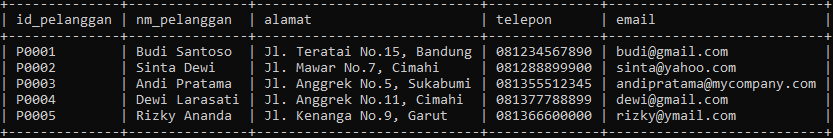 | id_pelanggan | nm_pelanggan | alamat | telepon | email |
| P0001 | Budi Santoso | Jl. Teratai No.15, Bandung | 081234567890 | budi@gmail.com |
| P0002 | Sinta Dewi | Jl. Mawar No.7, Cimahi | 081288899900 | sinta@yahoo.com |
| P0003 | Andi Pratama | Jl. Anggrek No.5, Sukabumi | 081355512345 | andipratama@mycompany.com |
| P0004 | Dewi Larasati | Jl. Anggrek No.11, Cimahi | 081377788899 | dewi@gmail.com |
| P0005 | Rizky Ananda | Jl. Kenanga No.9, Garut | 081366600000 | rizky@ymail.com |